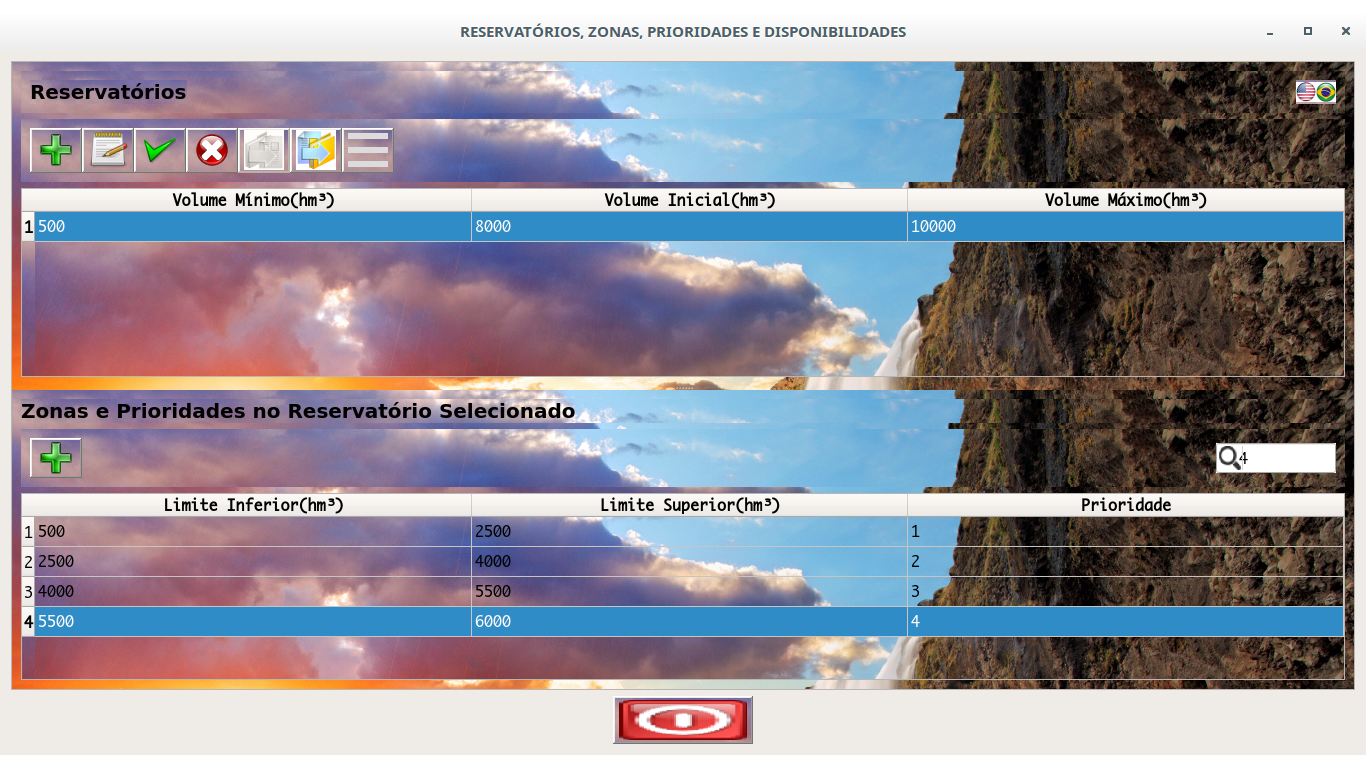 RESERVATÓRIOS, ZONAS, PRIORIDADES E DISPONIBILIDADES
Reservatórios
Volume Mínimo(hm³) Volume Inicial(hm³) Volume Máximo(hm³)
1 500 8000 10000
Zonas e Prioridades no Reservatório Selecionado
4
Limite Inferior(hm³) Limite Superior(hm³) Prioridade
1 500 2500 1
2 2500 4000 2
3 4000 5500 3
4 5500 6000 4